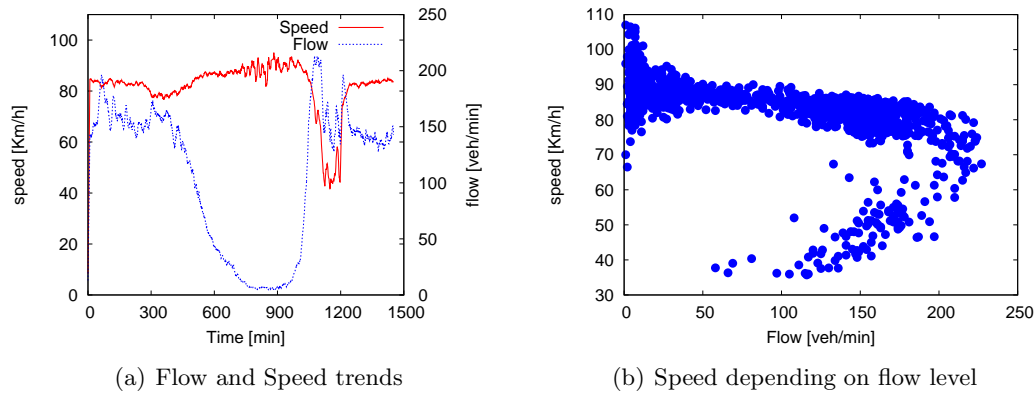 Speed
Flow
speed [Km/h]
100
80
60
40
20
0
flow [veh/min]
250
200
150
100
50
0
0 300 600 900 1200 1500
Time [min]
(a) Flow and Speed trends
speed [Km/h]
110
100
90
80
70
60
50
40
30
0 50 100 150 200 250
Flow [veh/min]
(b) Speed depending on flow level